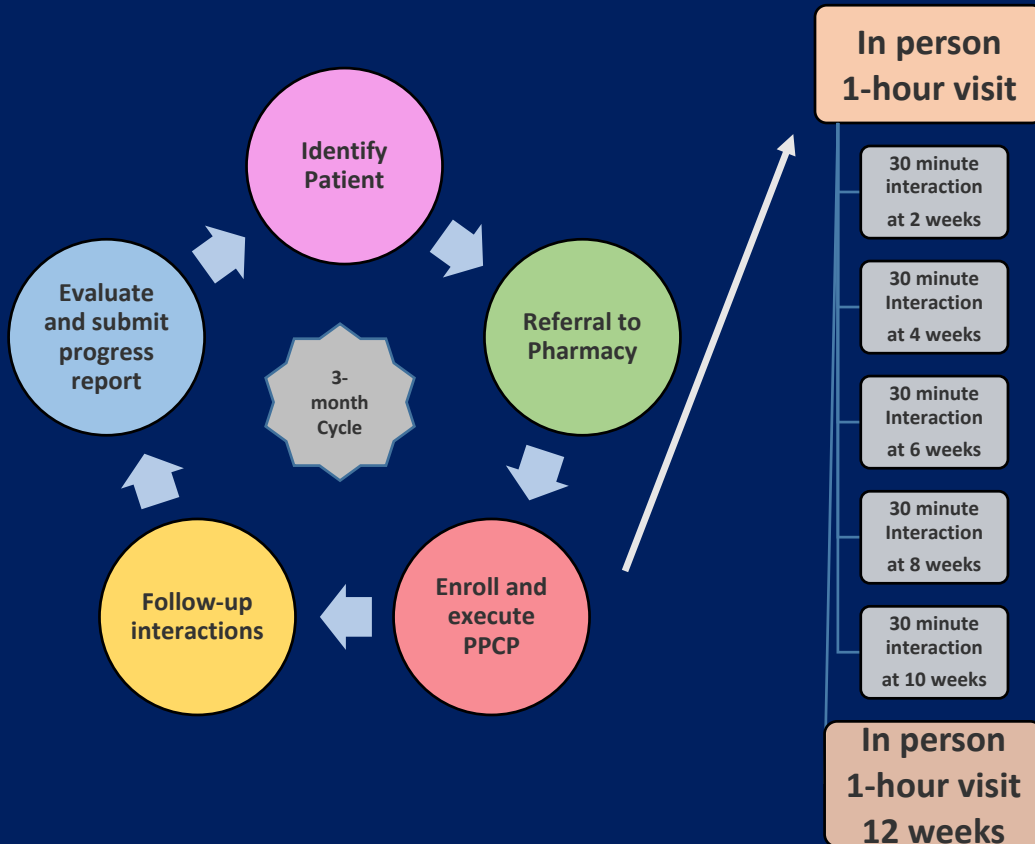 Identify
Patient
Referral to
Pharmacy
Enroll and
execute
PPCP
Follow-up
interactions
Evaluate
and submit
progress
report
3-
month
Cycle
In person
1-hour visit
30 minute
interaction
at 2 weeks
30 minute
Interaction
at 4 weeks
30 minute
Interaction
at 6 weeks
30 minute
Interaction
at 8 weeks
30 minute
interaction
at 10 weeks
In person
1-hour visit
12 weeks